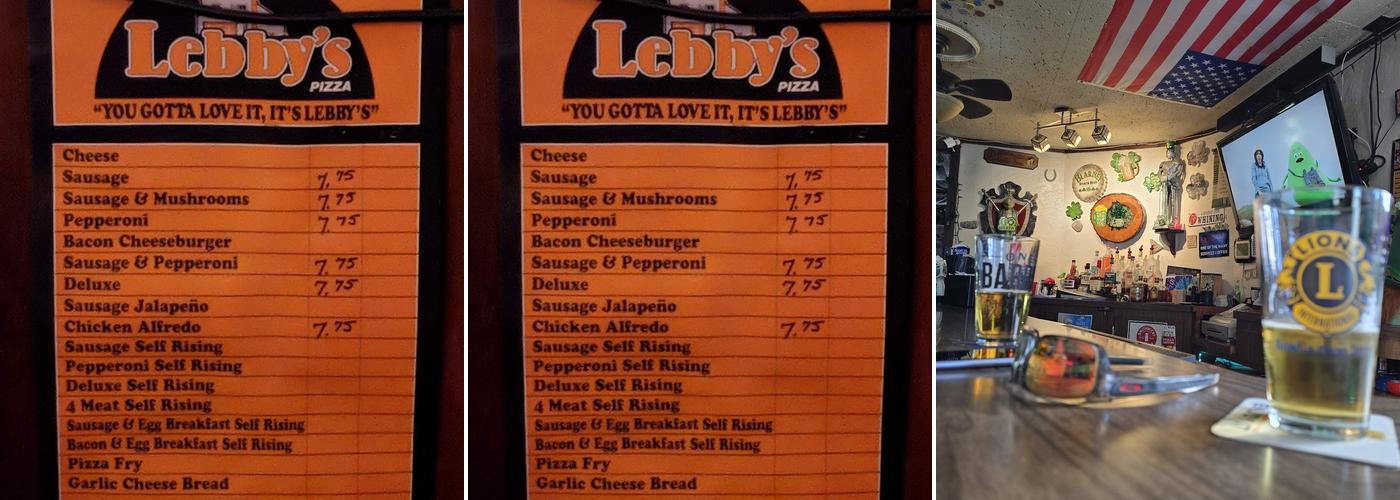 Lebby's
PIZZA
"YOU GOTTA LOVE IT, IT'S LEBBY'S"
Cheese
Sausage 7.75
Sausage & Mushrooms 7.75
Pepperoni 7.75
Bacon Cheeseburger
Sausage & Pepperoni 7.75
Deluxe 7.75
Sausage Jalapeño
Chicken Alfredo 7.75
Sausage Self Rising
Pepperoni Self Rising
Deluxe Self Rising
4 Meat Self Rising
Sausage & Egg Breakfast Self Rising
Bacon & Egg Breakfast Self Rising
Pizza Fry
Garlic Cheese Bread
Lebby's
PIZZA
"YOU GOTTA LOVE IT, IT'S LEBBY'S"
Cheese
Sausage 7.75
Sausage & Mushrooms 7.75
Pepperoni 7.75
Bacon Cheeseburger
Sausage & Pepperoni 7.75
Deluxe 7.75
Sausage Jalapeño
Chicken Alfredo 7.75
Sausage Self Rising
Pepperoni Self Rising
Deluxe Self Rising
4 Meat Self Rising
Sausage & Egg Breakfast Self Rising
Bacon & Egg Breakfast Self Rising
Pizza Fry
Garlic Cheese Bread
WHINING
LIONS
L
INTERNATIONAL